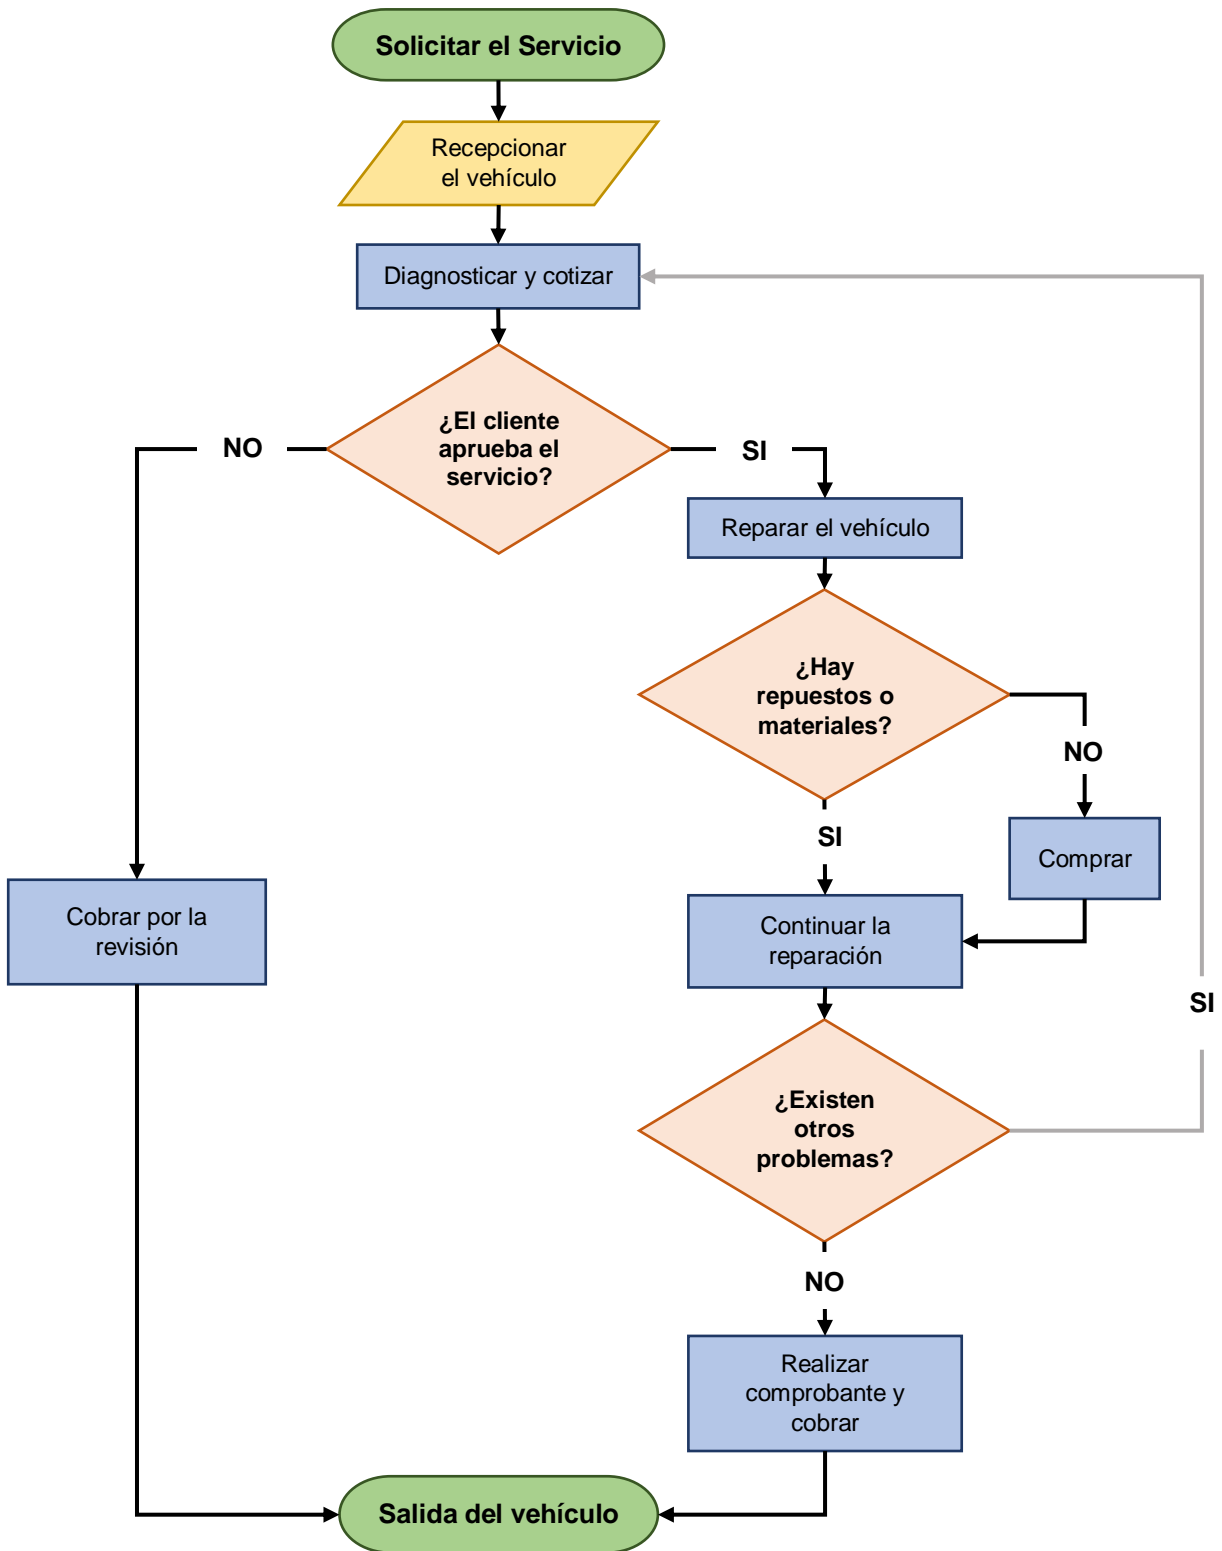 Solicitar el Servicio
Recepcionar
el vehículo
Diagnosticar y cotizar
¿El cliente
aprueba el
servicio?
NO
SI
Reparar el vehículo
¿Hay
repuestos o
materiales?
NO
SI
Comprar
Cobrar por la
revisión
Continuar la
reparación
SI
¿Existen
otros
problemas?
NO
Realizar
comprobante y
cobrar
Salida del vehículo